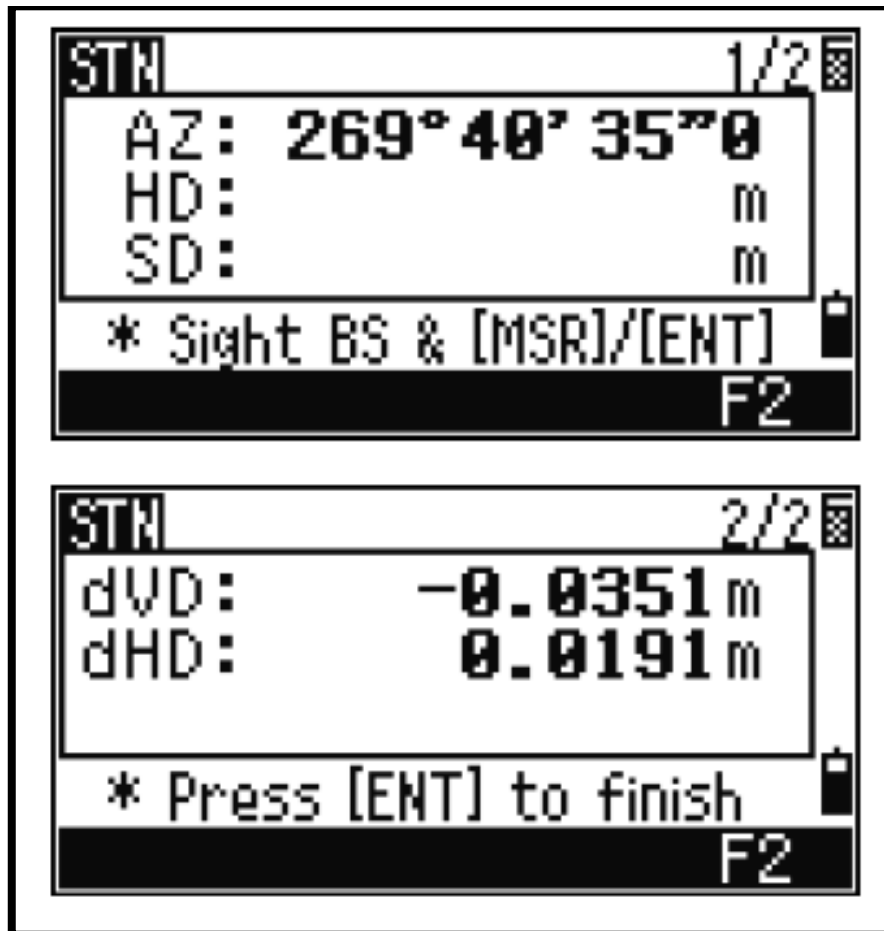 STN 1/2
AZ: 269°40’35”0
HD: m
SD: m
* Sight BS & [MSR]/[ENT]
F2
STN 2/2
dVD: -0.0351m
dHD: 0.0191m
* Press [ENT] to finish
F2